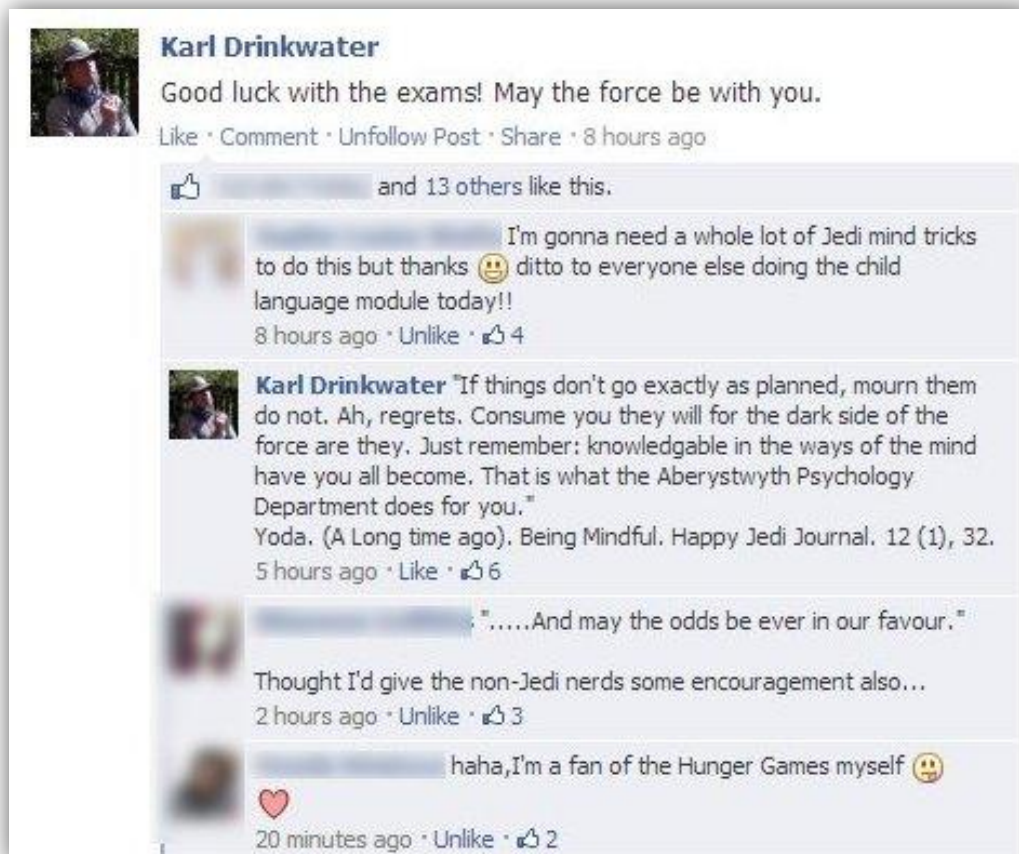 Karl Drinkwater
Good luck with the exams! May the force be with you.
Like · Comment · Unfollow Post · Share · 8 hours ago
and 13 others like this.
I'm gonna need a whole lot of Jedi mind tricks
to do this but thanks ditto to everyone else doing the child
language module today!!
8 hours ago · Unlike · 4
Karl Drinkwater "If things don't go exactly as planned, mourn them
do not. Ah, regrets. Consume you they will for the dark side of the
force are they. Just remember: knowledgable in the ways of the mind
have you all become. That is what the Aberystwyth Psychology
Department does for you."
Yoda. (A Long time ago). Being Mindful. Happy Jedi Journal. 12 (1), 32.
5 hours ago · Like · 6
".....And may the odds be ever in our favour."
Thought I'd give the non-Jedi nerds some encouragement also...
2 hours ago · Unlike · 3
haha,I'm a fan of the Hunger Games myself
20 minutes ago · Unlike · 2